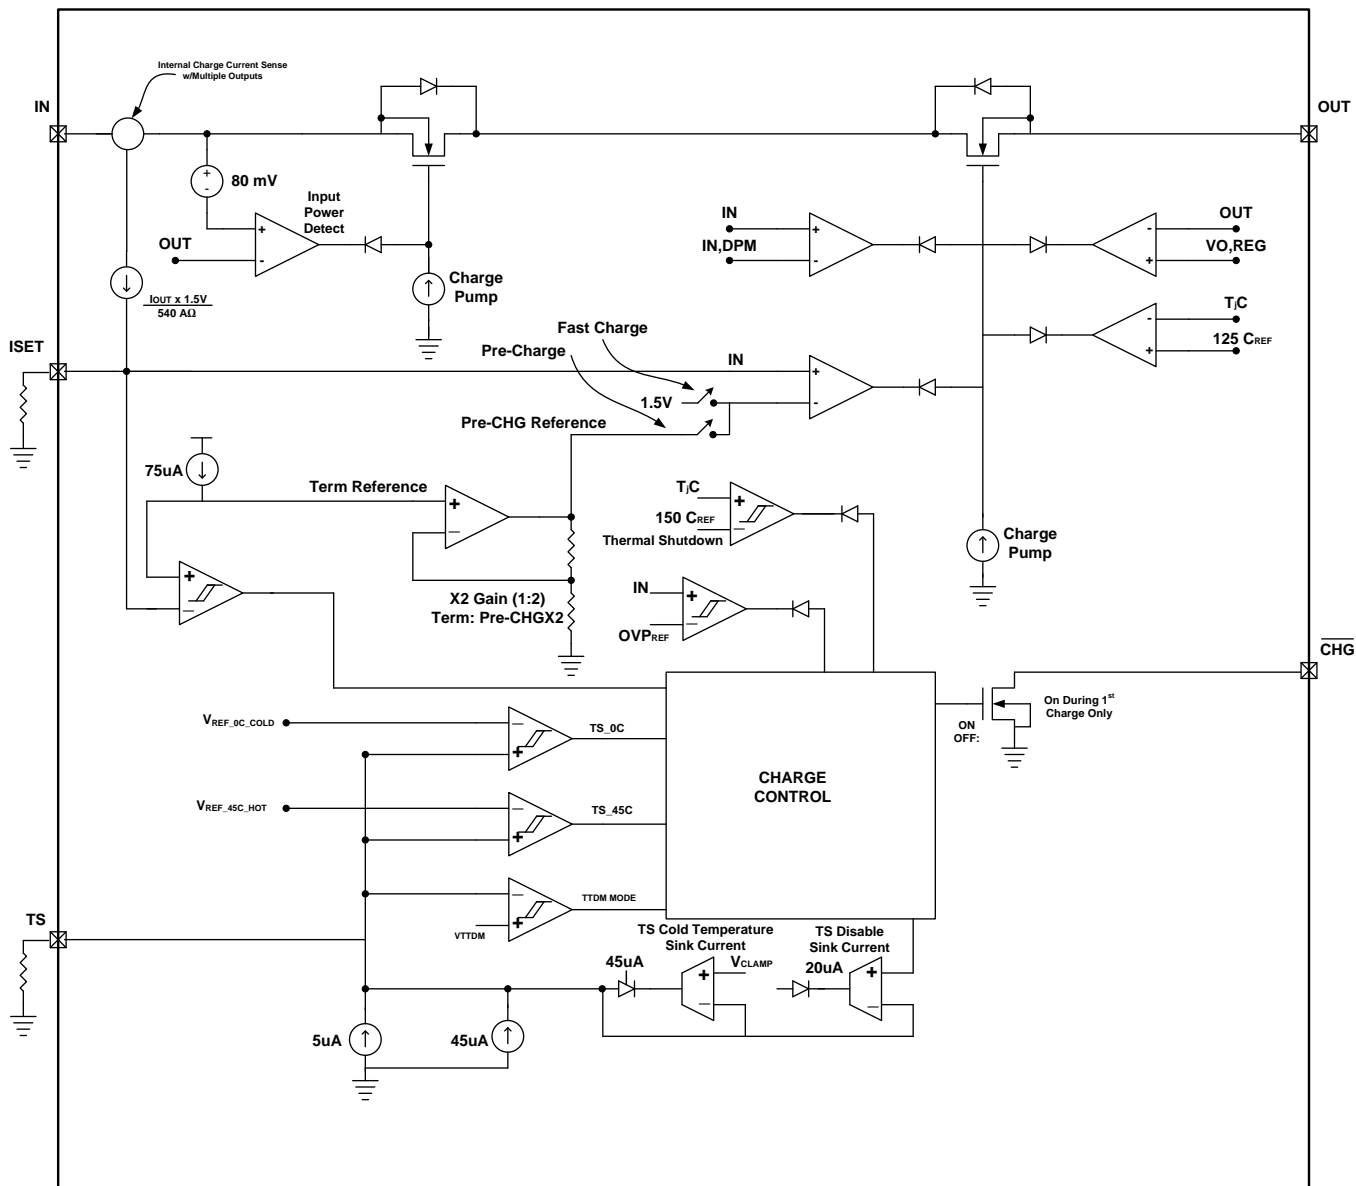 Internal Charge Current Sense
w/Multiple Outputs
IN
OUT
80 mV
Input
Power
Detect
OUT
+
-
+
-
Charge
Pump
IOUT x 1.5V
540 AΩ
IN
IN,DPM
+
-
OUT
VO,REG
-
+
TjC
125 CREF
-
+
Fast Charge
Pre-Charge
ISET
IN
1.5V
+
-
Pre-CHG Reference
75uA
Term Reference
+
−
TjC
150 CREF
Thermal Shutdown
+
−
Charge
Pump
+
−
X2 Gain (1:2)
Term: Pre-CHGX2
IN
OVPREF
+
−
CHG
VREF_0C_COLD
−
+
TS_0C
ON
OFF:
On During 1st
Charge Only
CHARGE
CONTROL
VREF_45C_HOT
−
+
TS_45C
TS
−
+
VTTDM
TTDM MODE
TS Cold Temperature
Sink Current
45uA
VCLAMP
+
−
TS Disable
Sink Current
20uA
+
−
5uA
45uA